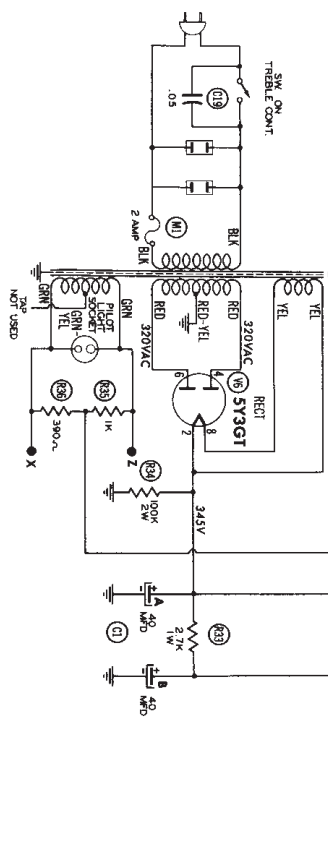 SW. ON
TREBLE CONT.
C19
.05
M1
2 AMP
BLK
BLK
YEL
YEL
RED
RED-YEL
RED
GRN
GRN
GRN-
YEL
PILOT
LIGHT
SOCKET
TAP
NOT USED
320VAC
320VAC
RECT
V6
5Y3GT
4
6
8
2
R36
390Ω
R35
1K
X
Z
R34
100K
2W
345V
A
40
MFD
C1
R33
2.7K
1W
B
40
MFD